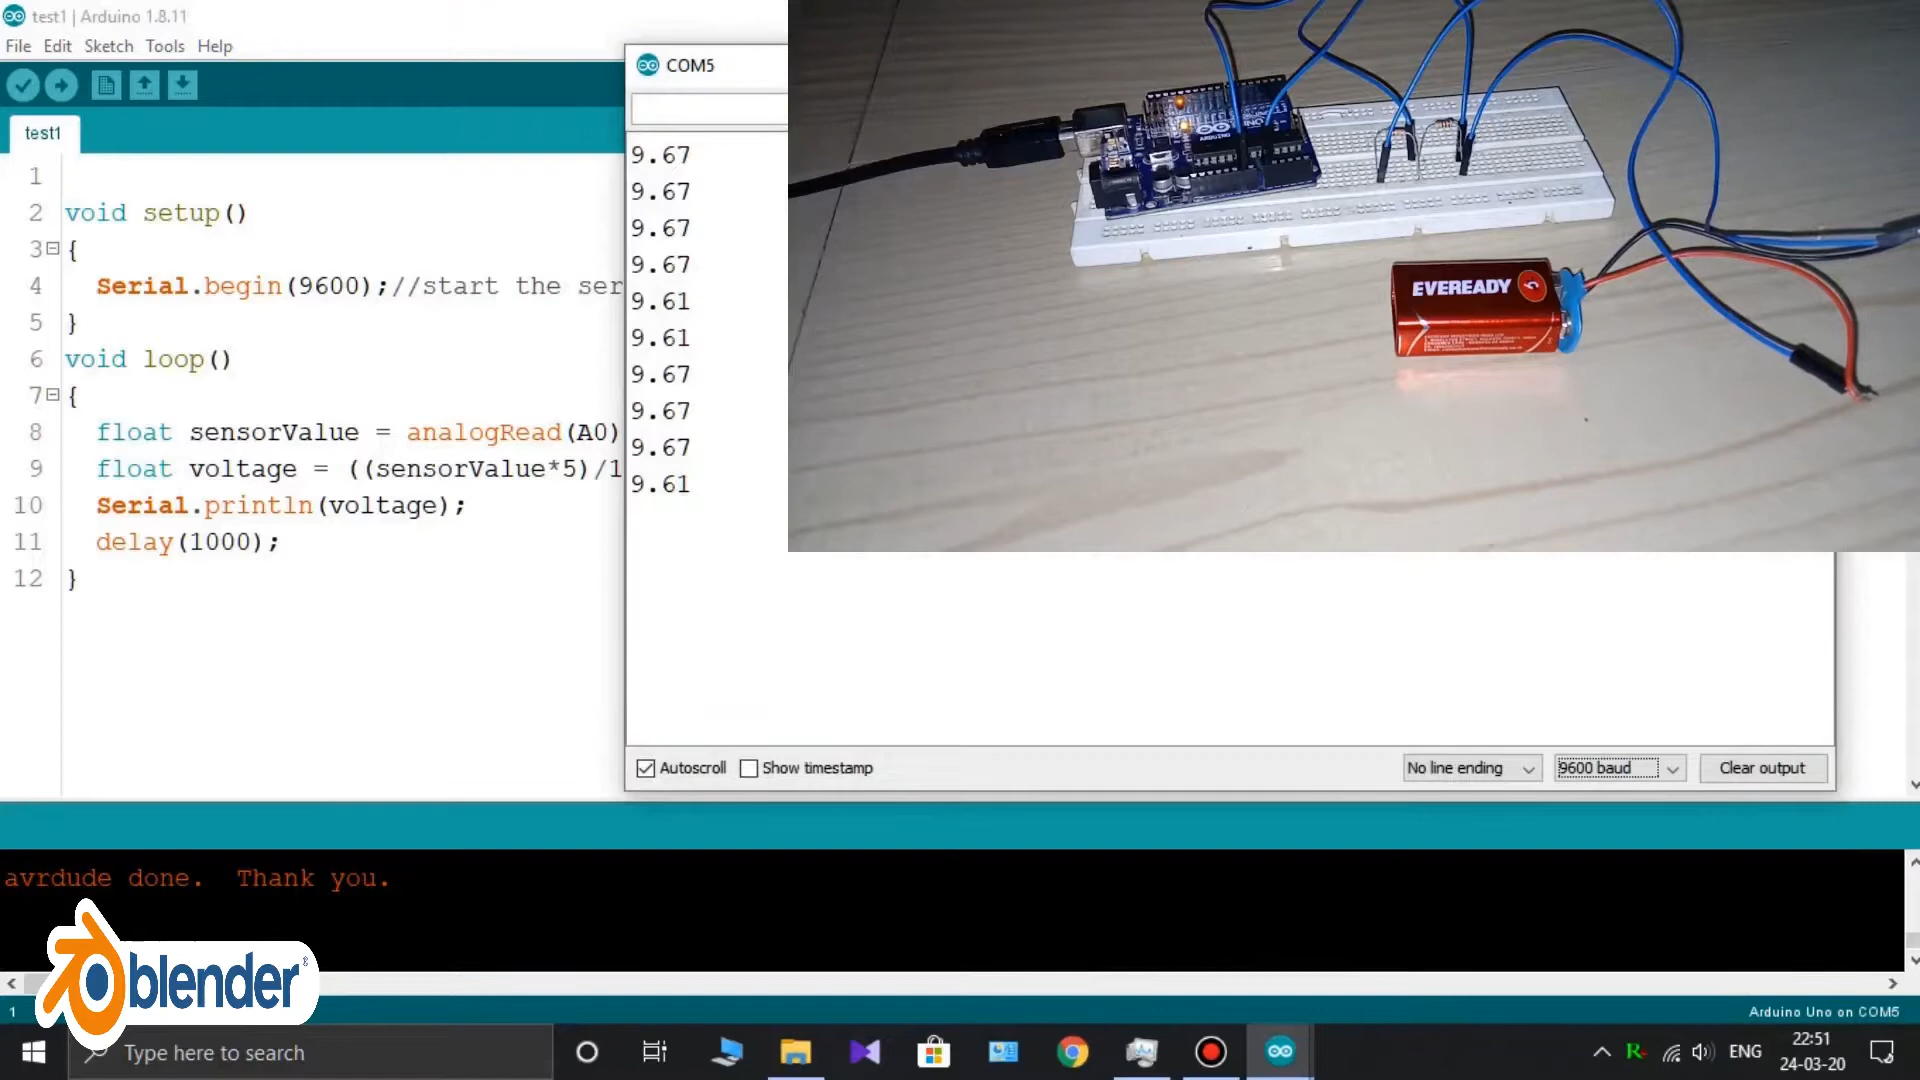 test1 | Arduino 1.8.11
File Edit Sketch Tools Help
test1
1
2 void setup()
3 {
4 Serial.begin(9600);//start the ser
5 }
6 void loop()
7 {
8 float sensorValue = analogRead(A0)
9 float voltage = ((sensorValue*5)/1
10 Serial.println(voltage);
11 delay(1000);
12 }
COM5
9.67
9.67
9.67
9.67
9.61
9.61
9.67
9.67
9.67
9.61
ARDUINO
EVEREADY
Autoscroll Show timestamp No line ending 9600 baud Clear output
avrdude done. Thank you.
blender
1 Arduino Uno on COM5
Type here to search
ENG
22:51
24-03-20